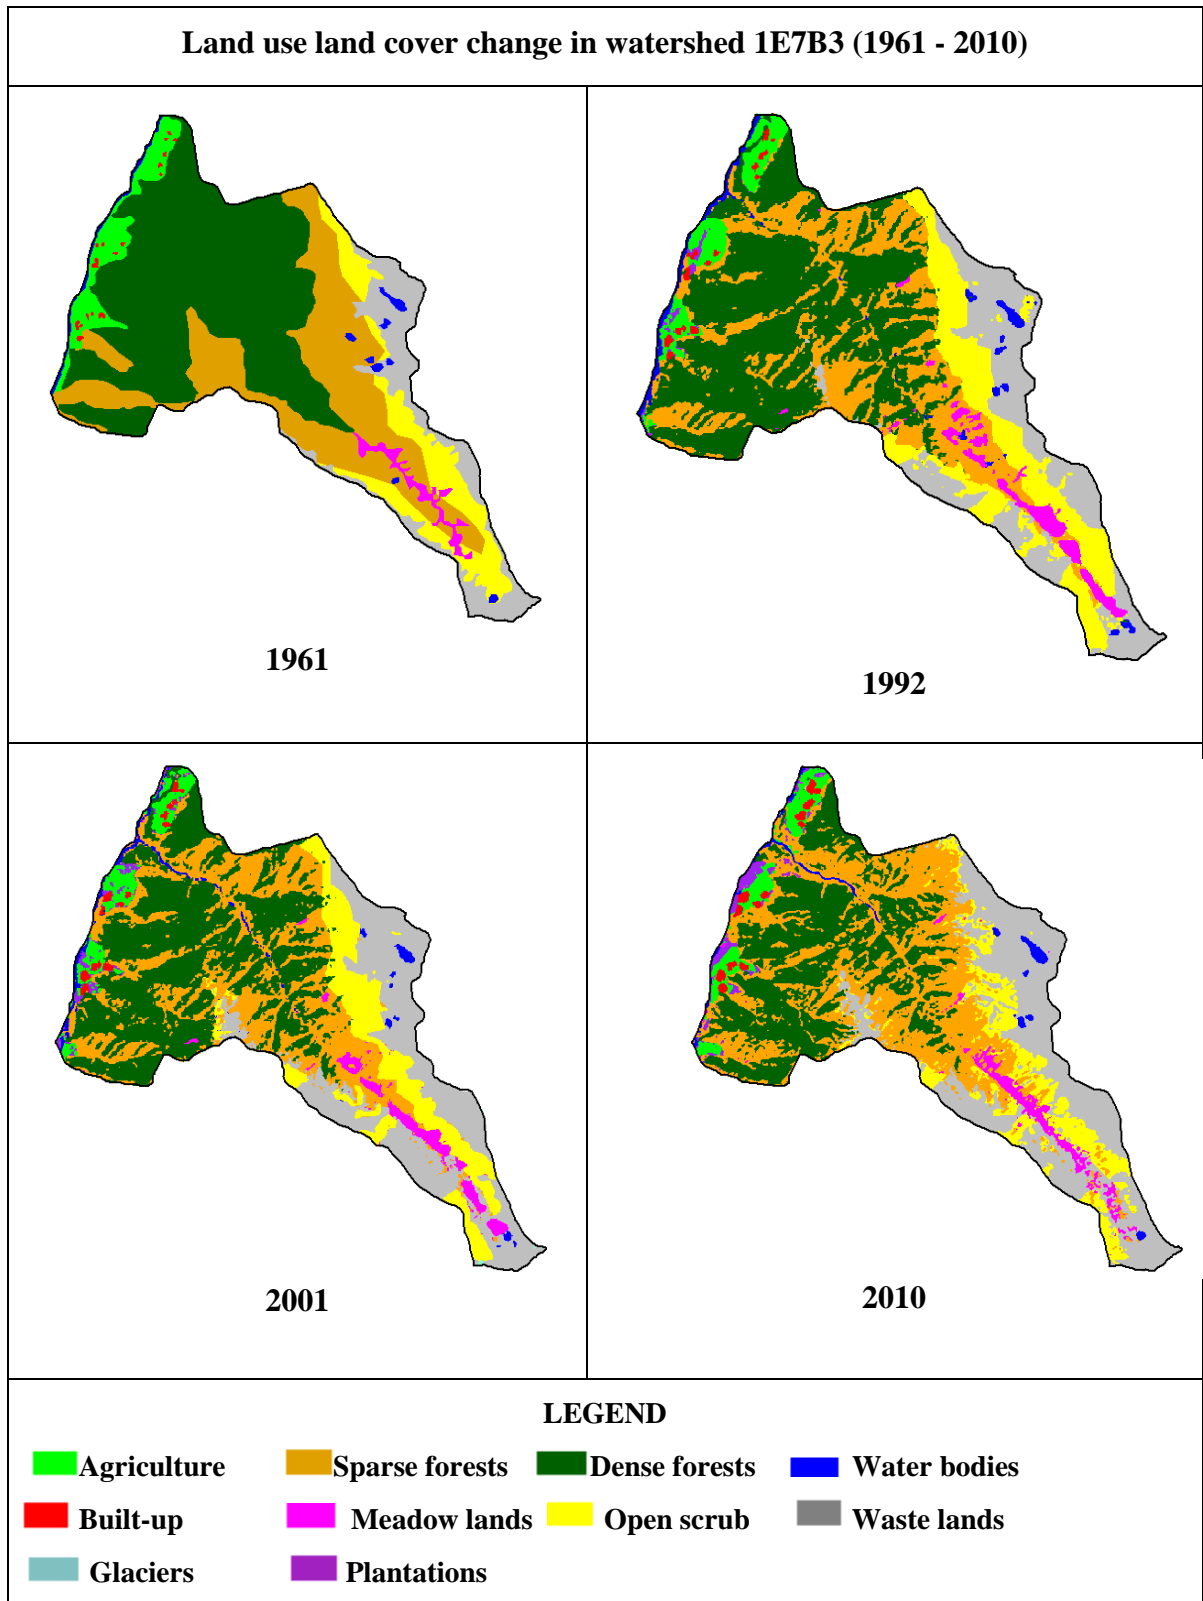 Land use land cover change in watershed 1E7B3 (1961 - 2010)
1961
1992
2001
2010
LEGEND
Agriculture Sparse forests Dense forests Water bodies
Built-up Meadow lands Open scrub Waste lands
Glaciers Plantations